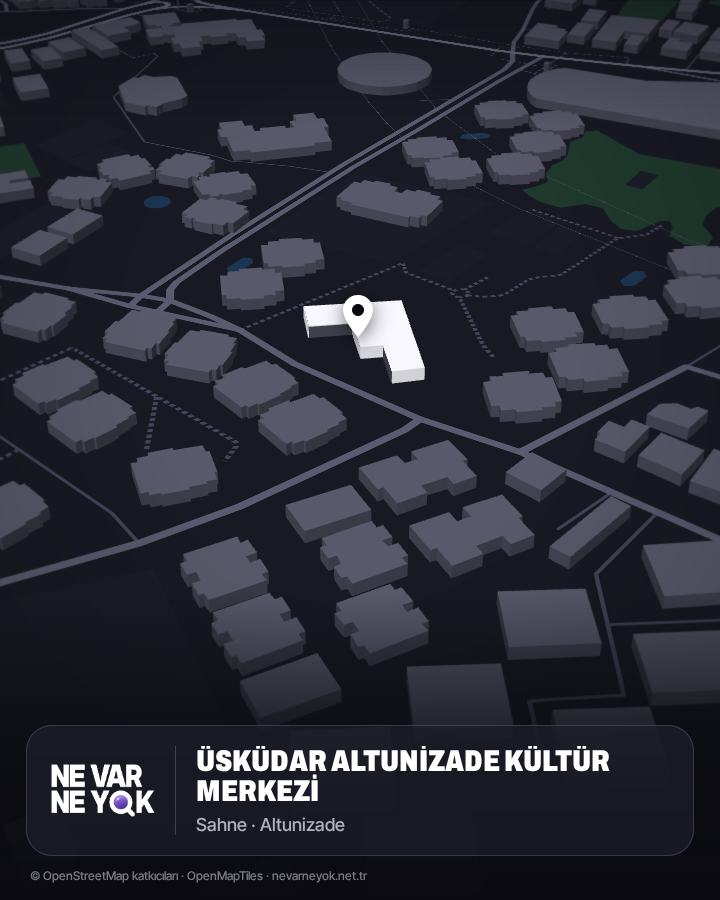 NE VAR
NE YOK
ÜSKÜDAR ALTUNİZADE KÜLTÜR
MERKEZİ
Sahne · Altunizade
© OpenStreetMap katkıcıları · OpenMapTiles · nevarneyok.net.tr